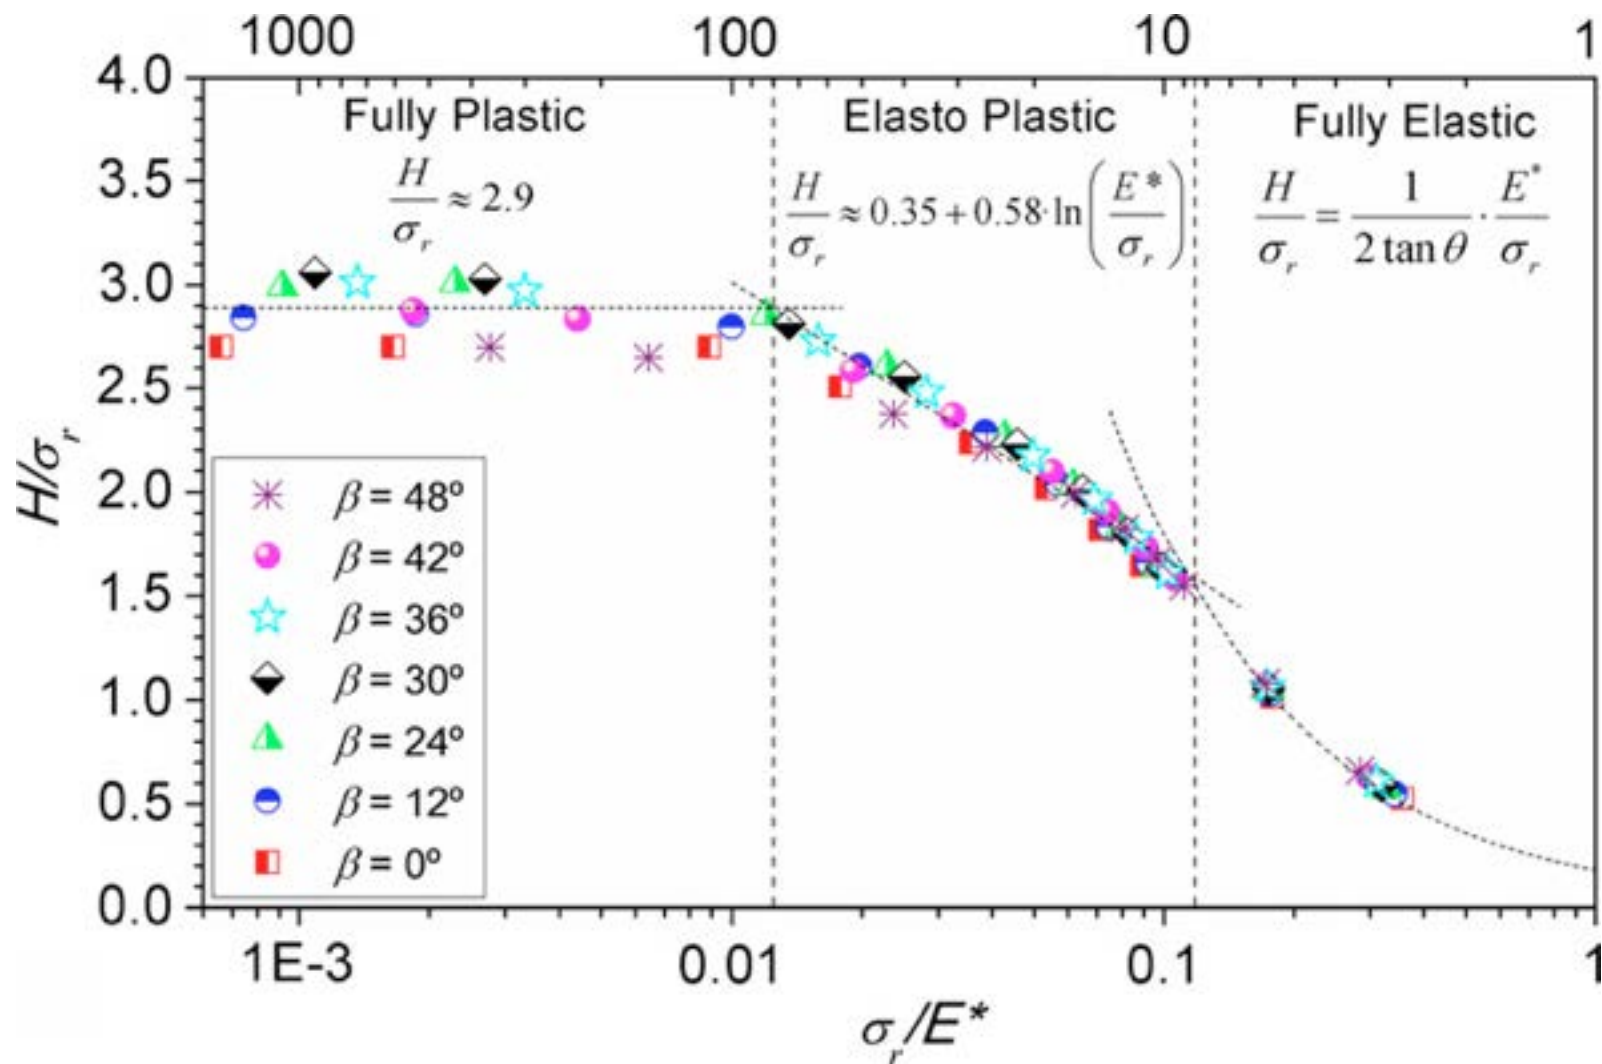 1000 100 10 1
4.0
3.5
3.0
2.5
2.0
1.5
1.0
0.5
0.0
H/σr
Fully Plastic
H/σr ≈ 2.9
Elasto Plastic
H/σr ≈ 0.35 + 0.58·ln(E*/σr)
Fully Elastic
H/σr = 1/(2 tan θ) · E*/σr
β = 48º
β = 42º
β = 36º
β = 30º
β = 24º
β = 12º
β = 0º
1E-3 0.01 0.1 1
σr/E*